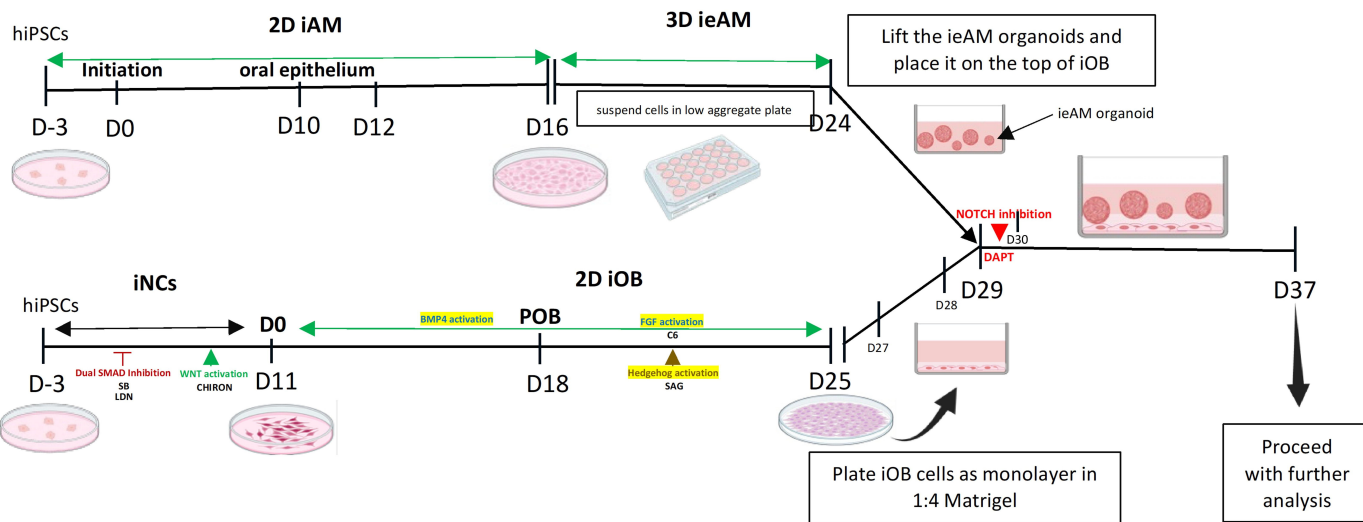 hiPSCs
2D iAM
3D ieAM
Initiation
oral epithelium
suspend cells in low aggregate plate
D-3
D0
D10
D12
D16
D24
Lift the ieAM organoids and
place it on the top of iOB
ieAM organoid
NOTCH inhibition
D30
DAPT
D29
D37
D28
D27
iNCs
2D iOB
hiPSCs
D0
BMP4 activation
POB
FGF activation
C6
Dual SMAD Inhibition
SB
LDN
WNT activation
CHIRON
Hedgehog activation
SAG
D-3
D11
D18
D25
Plate iOB cells as monolayer in
1:4 Matrigel
Proceed
with further
analysis